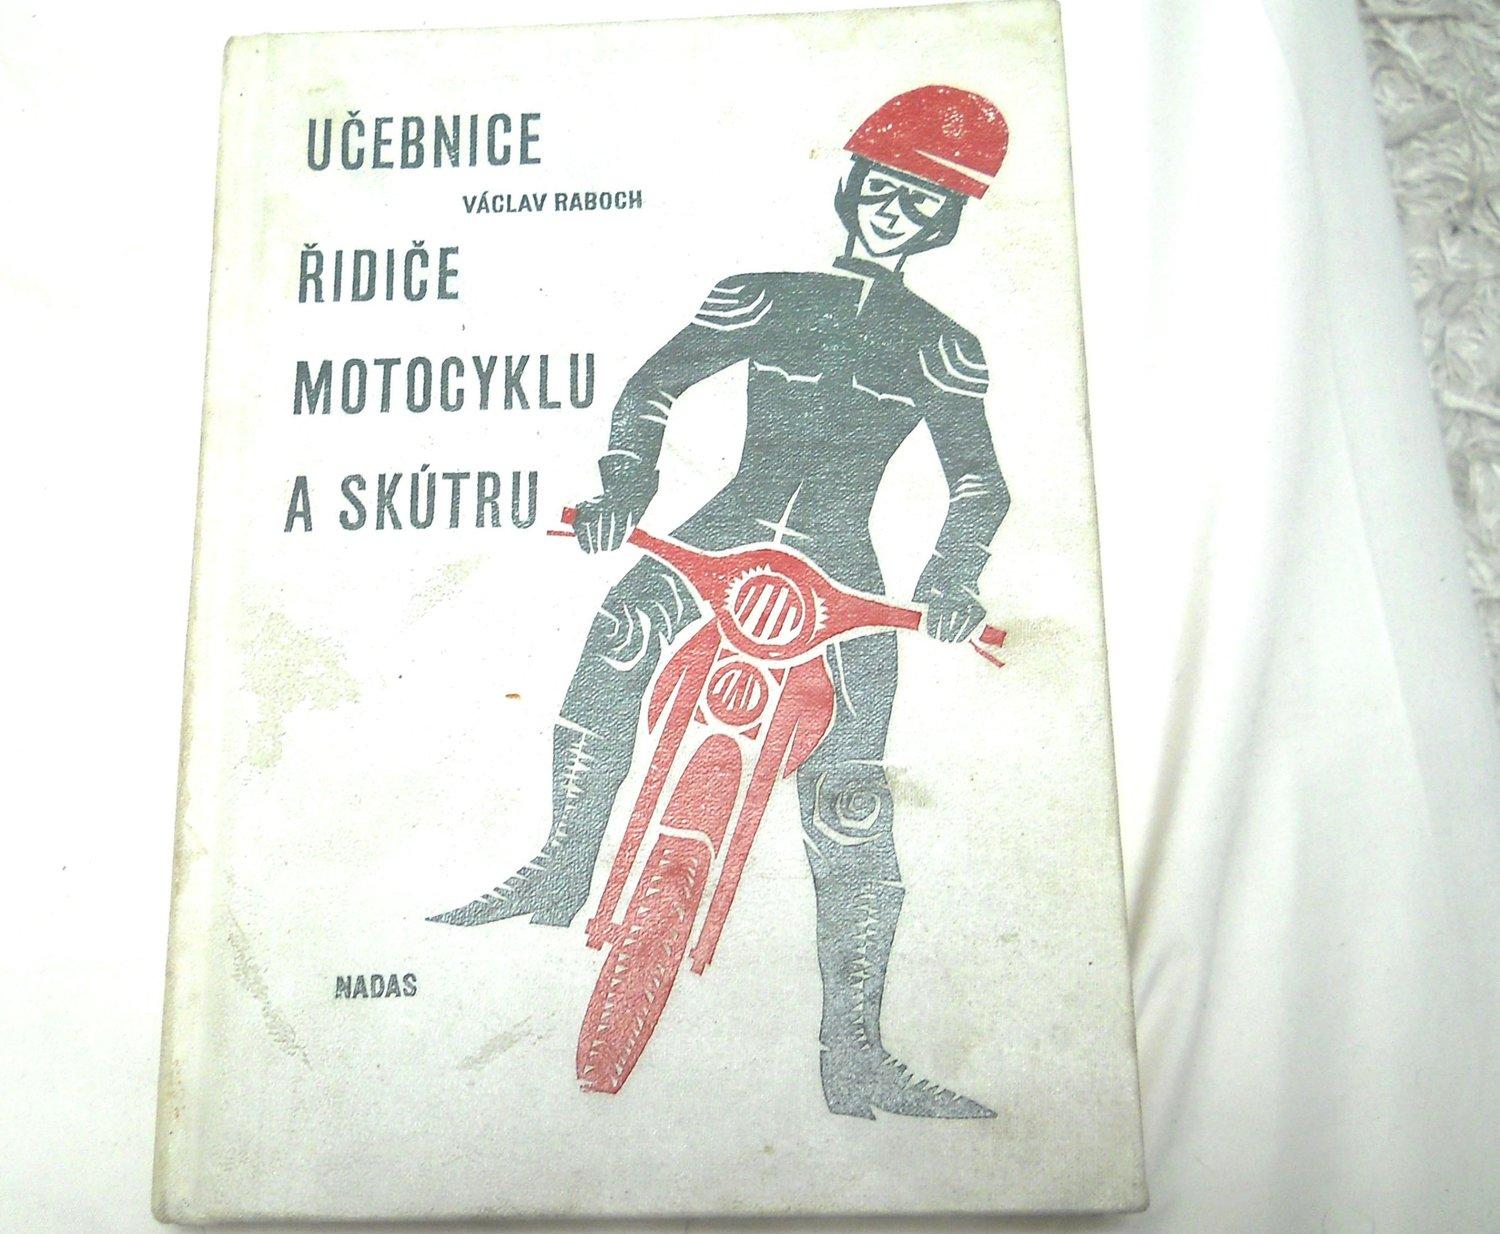 UČEBNICE
VÁCLAV RABOCH
ŘIDIČE
MOTOCYKLU
A SKÚTRU
NADAS